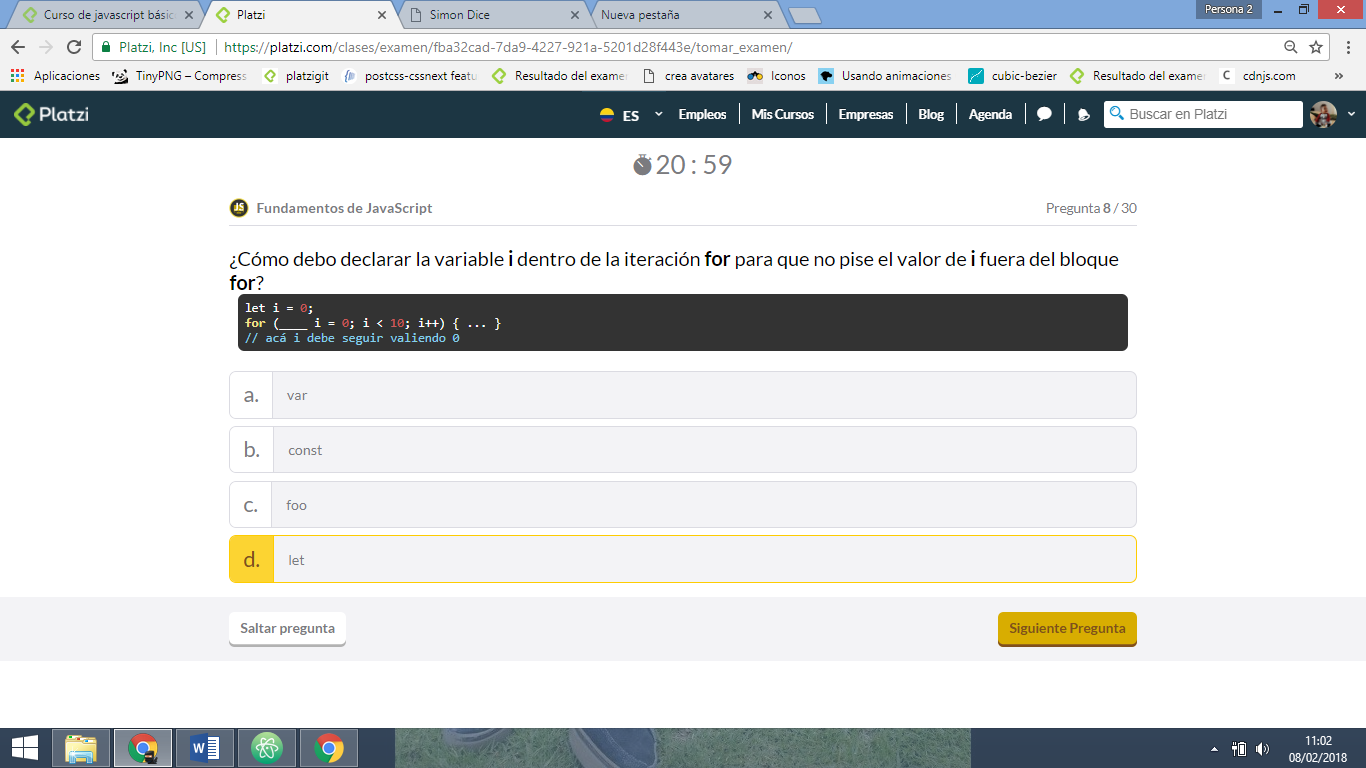 Persona 2
Curso de javascript básic
Platzi
Simon Dice
Nueva pestaña
Platzi, Inc [US]
https://platzi.com/clases/examen/fba32cad-7da9-4227-921a-5201d28f443e/tomar_examen/
Aplicaciones
TinyPNG – Compress
platzigit
postcss-cssnext featu
Resultado del exame
crea avatares
Iconos
Usando animaciones
cubic-bezier
Resultado del exame
cdnjs.com
»
Platzi
ES
Empleos
Mis Cursos
Empresas
Blog
Agenda
Buscar en Platzi
20 : 59
JS
Fundamentos de JavaScript
Pregunta 8 / 30
¿Cómo debo declarar la variable i dentro de la iteración for para que no pise el valor de i fuera del bloque
for?
let i = 0;
for (____ i = 0; i < 10; i++) { ... }
// acá i debe seguir valiendo 0
a. var
b. const
c. foo
d. let
Saltar pregunta
Siguiente Pregunta
11:02
08/02/2018